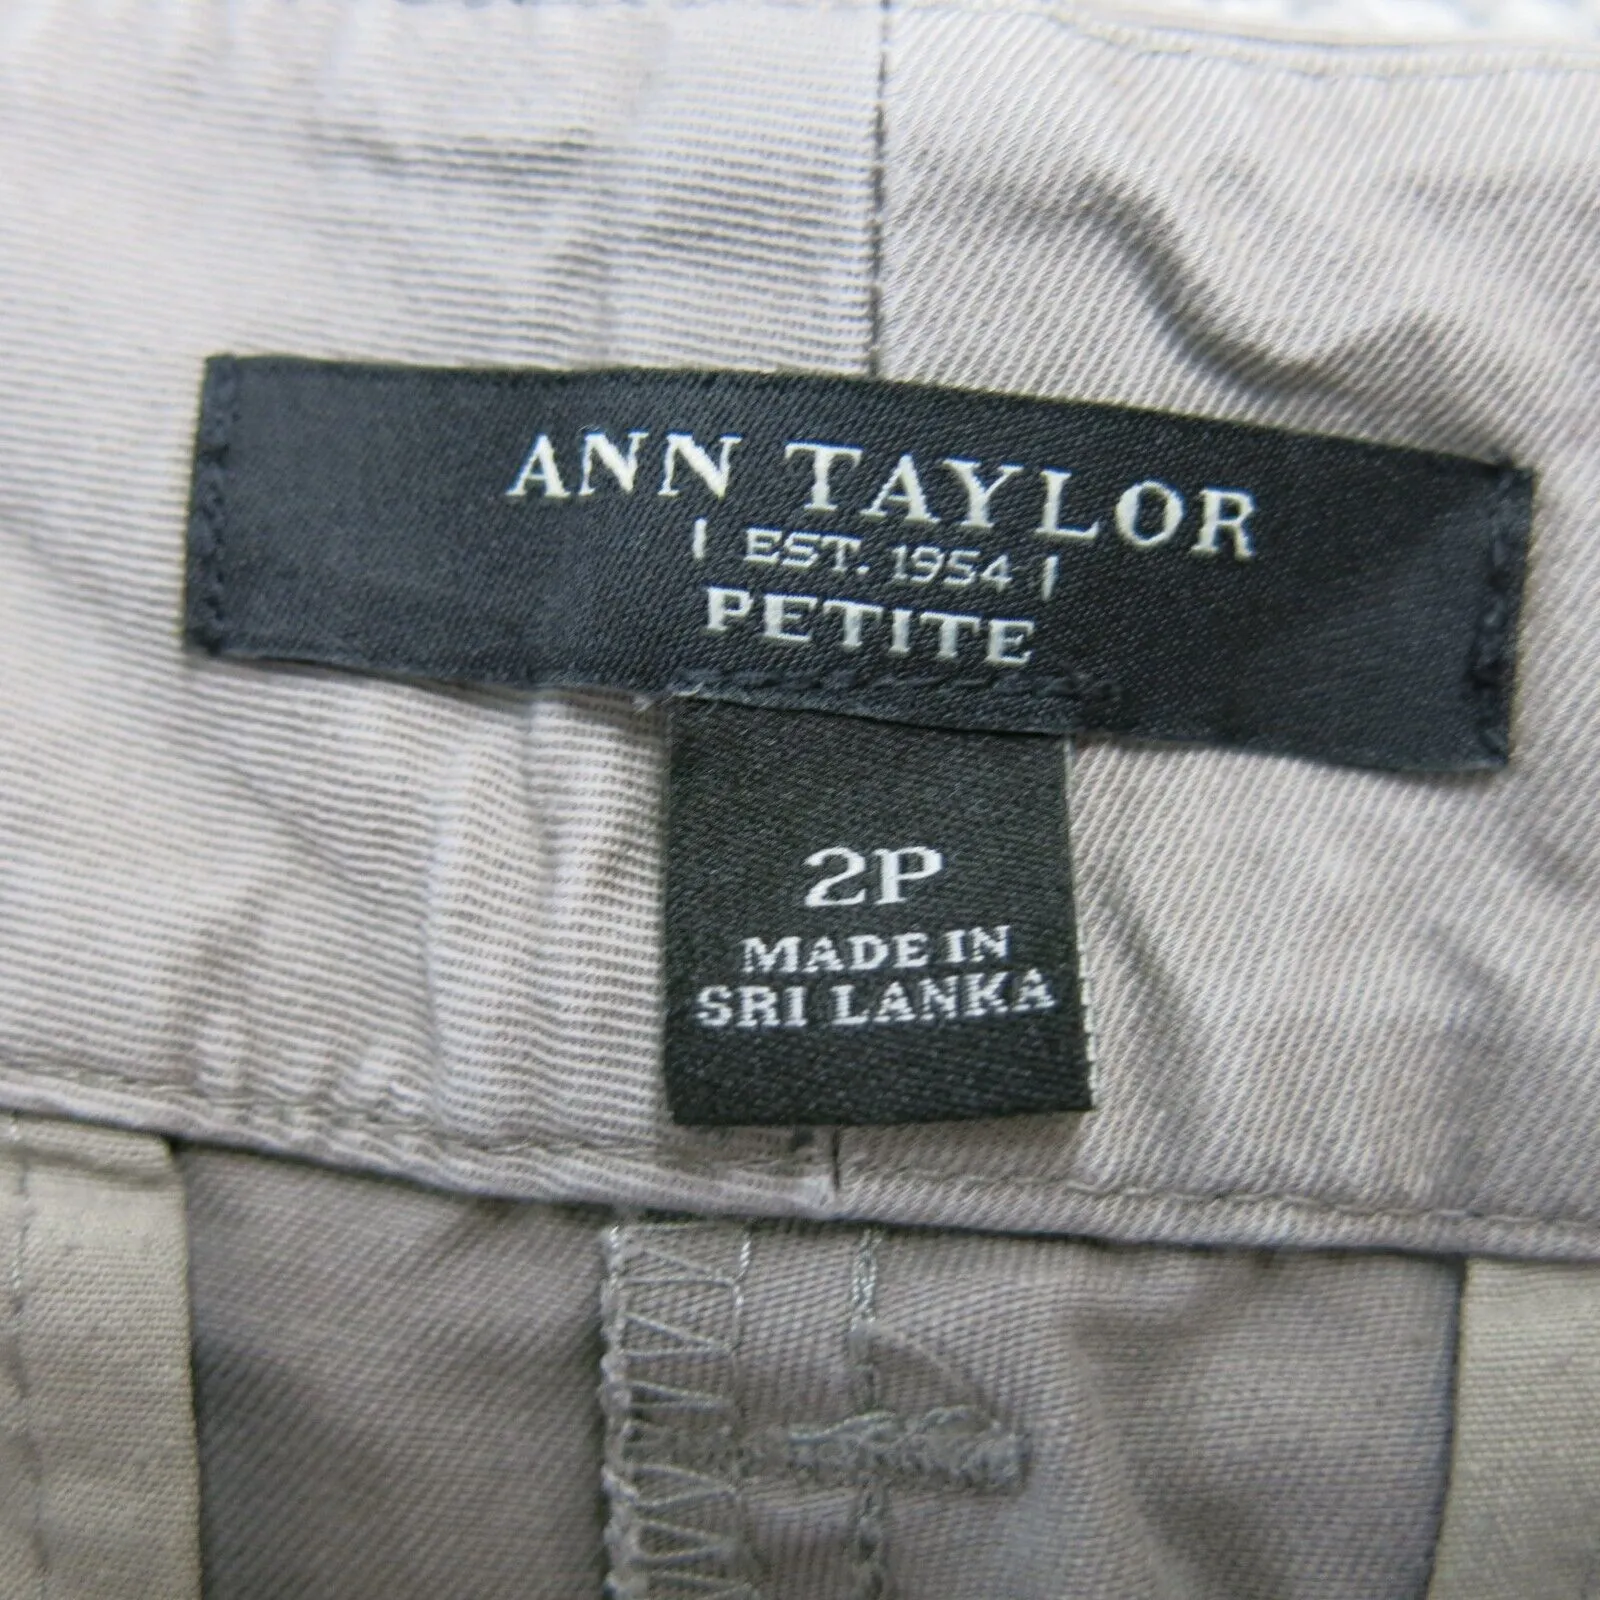 ANN TAYLOR
| EST. 1954 |
PETITE
2P
MADE IN
SRI LANKA